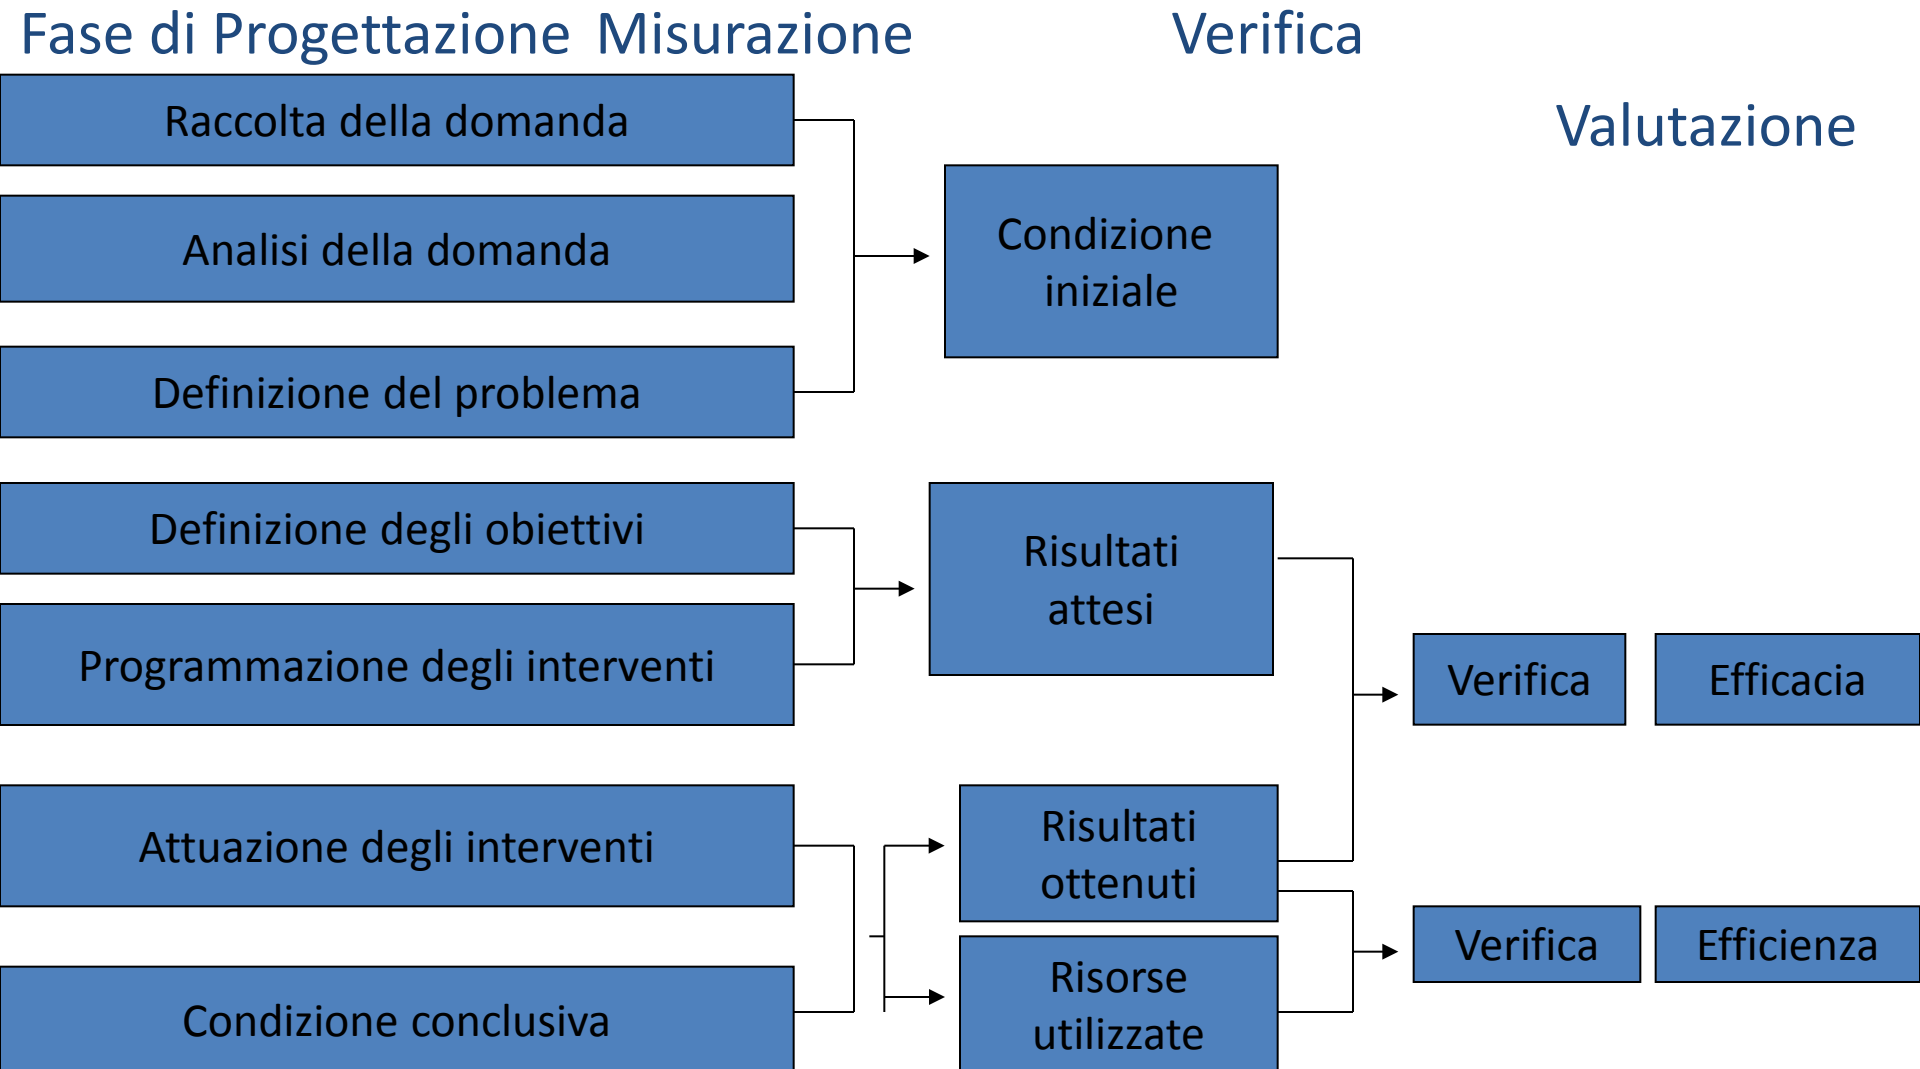 Fase di Progettazione Misurazione Verifica
Valutazione
Raccolta della domanda
Analisi della domanda
Definizione del problema
Condizione
iniziale
Definizione degli obiettivi
Programmazione degli interventi
Risultati
attesi
Verifica
Efficacia
Attuazione degli interventi
Condizione conclusiva
Risultati
ottenuti
Risorse
utilizzate
Verifica
Efficienza